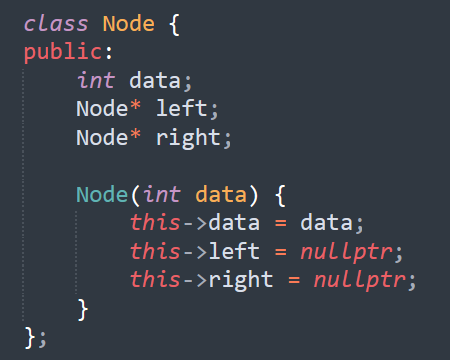 class Node {
public:
    int data;
    Node* left;
    Node* right;

    Node(int data) {
        this->data = data;
        this->left = nullptr;
        this->right = nullptr;
    }
};